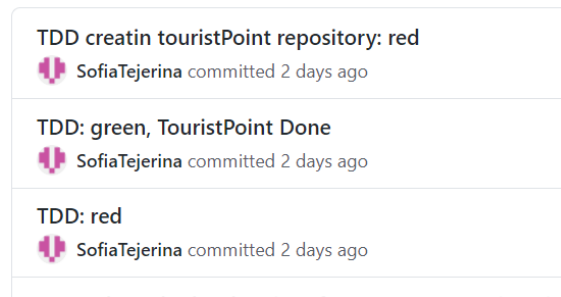 TDD creatin touristPoint repository: red
SofiaTejerina committed 2 days ago
TDD: green, TouristPoint Done
SofiaTejerina committed 2 days ago
TDD: red
SofiaTejerina committed 2 days ago